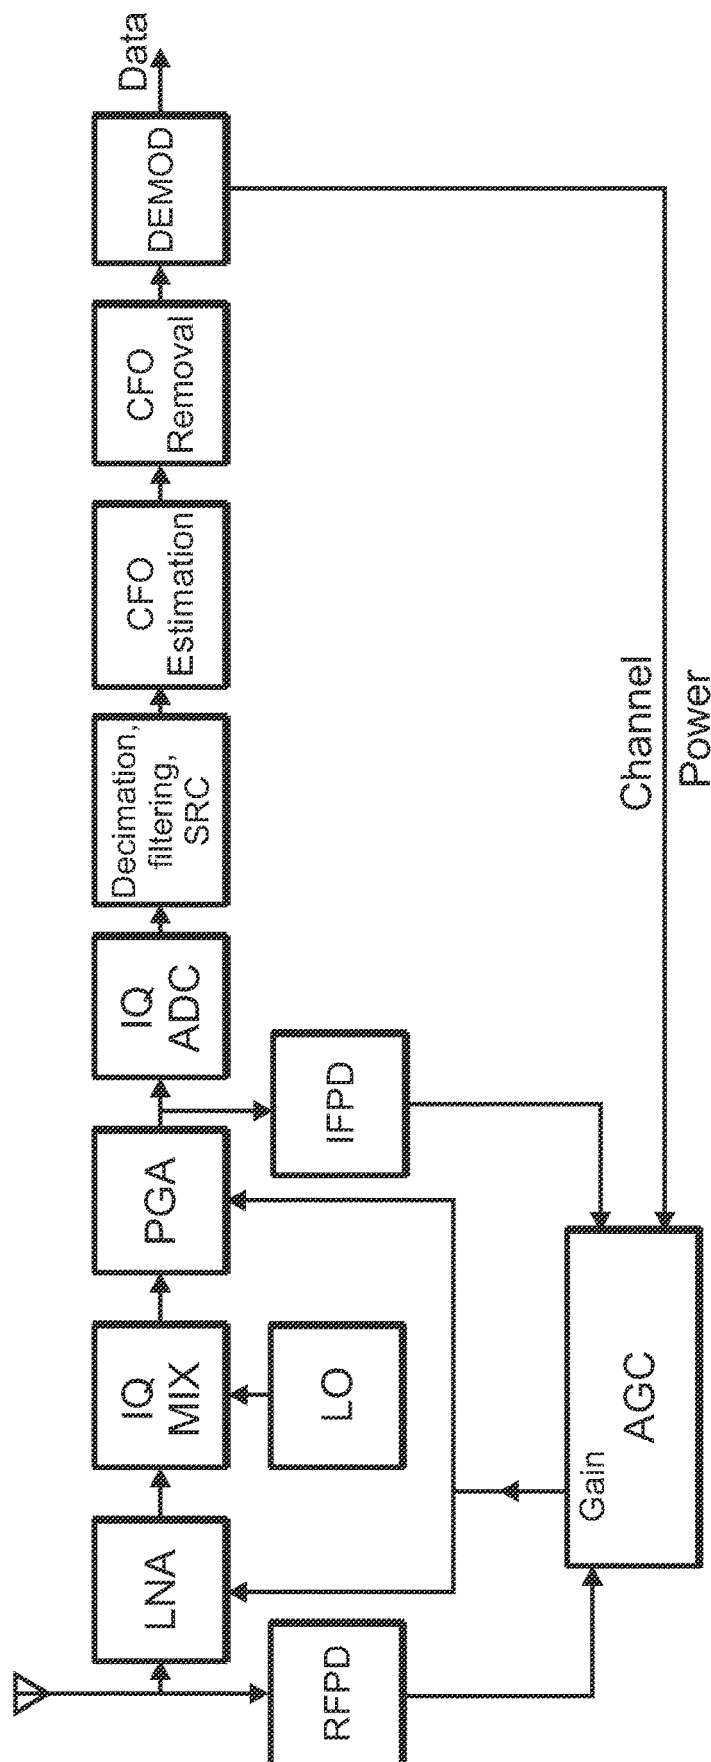 LNA
IQ
MIX
PGA
IQ
ADC
Decimation,
filtering,
SRC
CFO
Estimation
CFO
Removal
DEMOD
Data
RFPD
LO
IFPD
Gain
AGC
Channel
Power